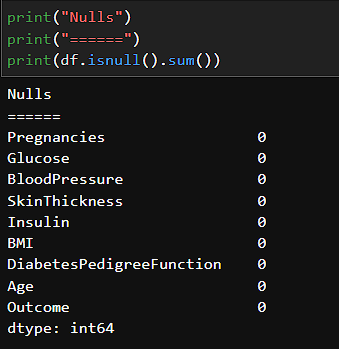 print("Nulls")
print("======")
print(df.isnull().sum())
Nulls
======
Pregnancies 0
Glucose 0
BloodPressure 0
SkinThickness 0
Insulin 0
BMI 0
DiabetesPedigreeFunction 0
Age 0
Outcome 0
dtype: int64